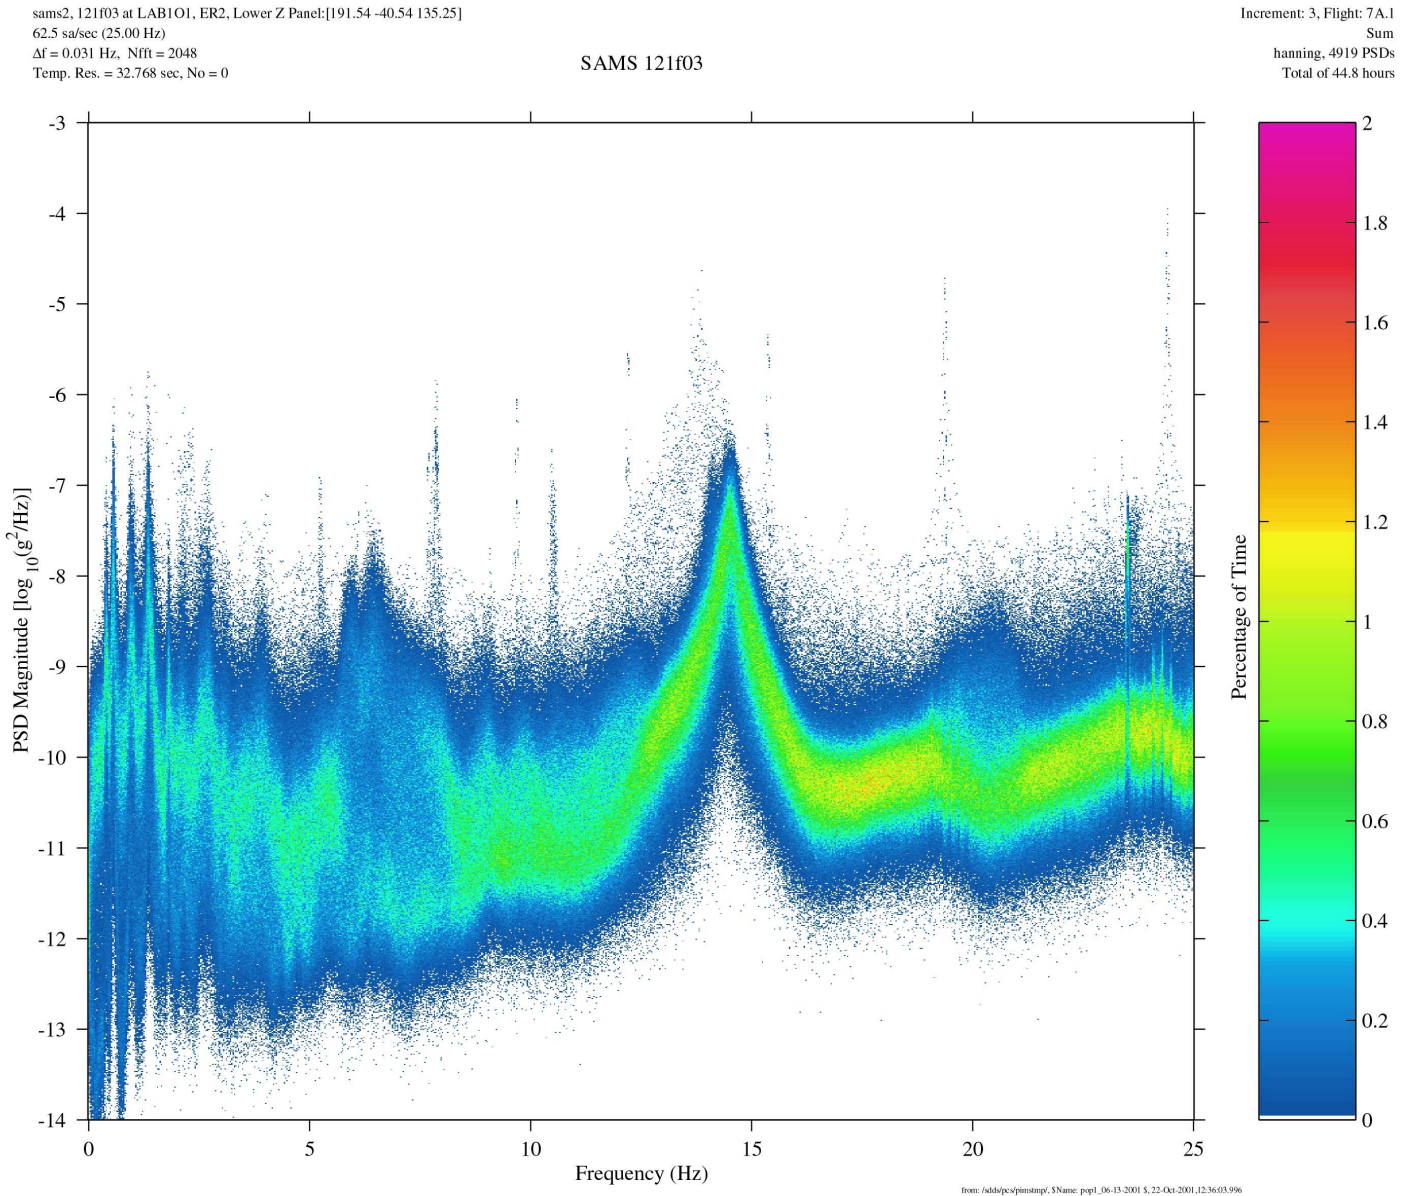 sams2, 121f03 at LAB1O1, ER2, Lower Z Panel:[191.54 -40.54 135.25]
62.5 sa/sec (25.00 Hz)
Δf = 0.031 Hz, Nfft = 2048
Temp. Res. = 32.768 sec, No = 0
Increment: 3, Flight: 7A.1
Sum
hanning, 4919 PSDs
Total of 44.8 hours
SAMS 121f03
PSD Magnitude [log 10(g2/Hz)]
-3
-4
-5
-6
-7
-8
-9
-10
-11
-12
-13
-14
0
5
10
15
20
25
Frequency (Hz)
Percentage of Time
2
1.8
1.6
1.4
1.2
1
0.8
0.6
0.4
0.2
0
from: /sdds/pcs/pimstmp/, $Name: pop1_06-13-2001 $, 22-Oct-2001,12:36:03.996